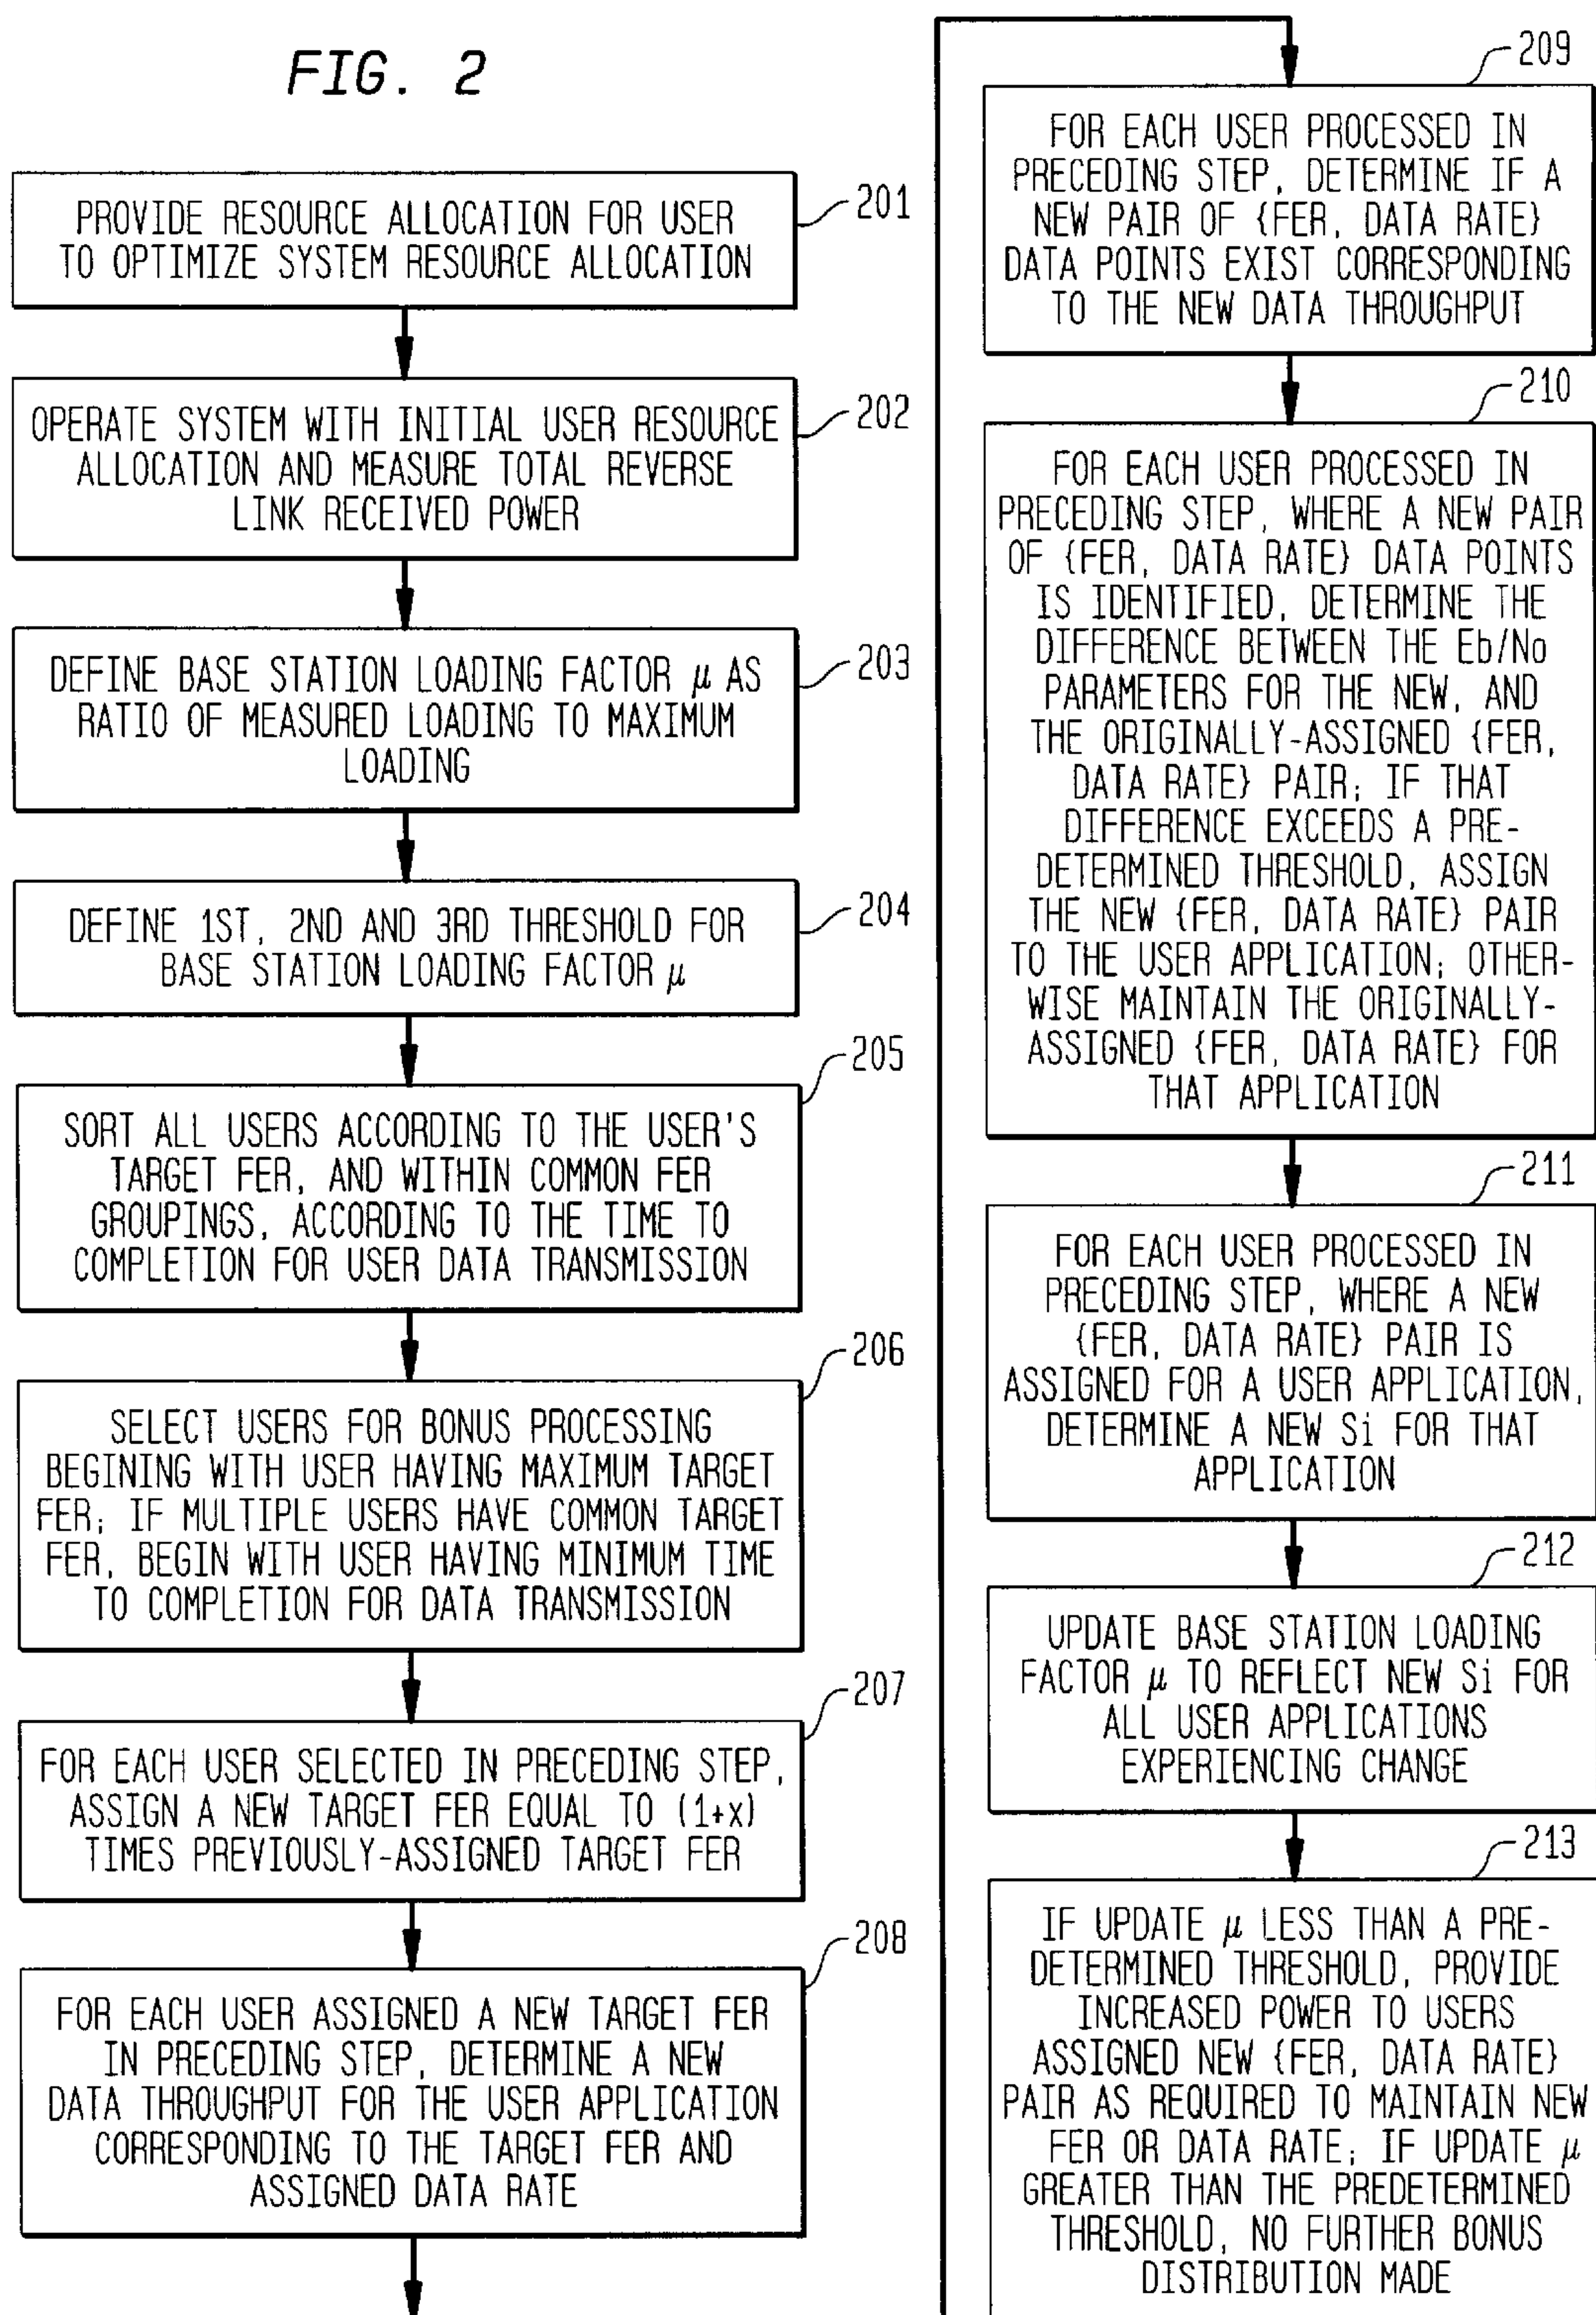 FIG. 2
PROVIDE RESOURCE ALLOCATION FOR USER
TO OPTIMIZE SYSTEM RESOURCE ALLOCATION
201
OPERATE SYSTEM WITH INITIAL USER RESOURCE
ALLOCATION AND MEASURE TOTAL REVERSE
LINK RECEIVED POWER
202
DEFINE BASE STATION LOADING FACTOR μ AS
RATIO OF MEASURED LOADING TO MAXIMUM
LOADING
203
DEFINE 1ST, 2ND AND 3RD THRESHOLD FOR
BASE STATION LOADING FACTOR μ
204
205
SORT ALL USERS ACCORDING TO THE USER'S
TARGET FER, AND WITHIN COMMON FER
GROUPINGS, ACCORDING TO THE TIME TO
COMPLETION FOR USER DATA TRANSMISSION
206
SELECT USERS FOR BONUS PROCESSING
BEGINING WITH USER HAVING MAXIMUM TARGET
FER; IF MULTIPLE USERS HAVE COMMON TARGET
FER, BEGIN WITH USER HAVING MINIMUM TIME
TO COMPLETION FOR DATA TRANSMISSION
207
FOR EACH USER SELECTED IN PRECEDING STEP,
ASSIGN A NEW TARGET FER EQUAL TO (1+x)
TIMES PREVIOUSLY-ASSIGNED TARGET FER
208
FOR EACH USER ASSIGNED A NEW TARGET FER
IN PRECEDING STEP, DETERMINE A NEW
DATA THROUGHPUT FOR THE USER APPLICATION
CORRESPONDING TO THE TARGET FER AND
ASSIGNED DATA RATE
209
FOR EACH USER PROCESSED IN
PRECEDING STEP, DETERMINE IF A
NEW PAIR OF {FER, DATA RATE}
DATA POINTS EXIST CORRESPONDING
TO THE NEW DATA THROUGHPUT
210
FOR EACH USER PROCESSED IN
PRECEDING STEP, WHERE A NEW PAIR
OF {FER, DATA RATE} DATA POINTS
IS IDENTIFIED, DETERMINE THE
DIFFERENCE BETWEEN THE Eb/No
PARAMETERS FOR THE NEW, AND
THE ORIGINALLY-ASSIGNED {FER,
DATA RATE} PAIR; IF THAT
DIFFERENCE EXCEEDS A PRE-
DETERMINED THRESHOLD, ASSIGN
THE NEW {FER, DATA RATE} PAIR
TO THE USER APPLICATION; OTHER-
WISE MAINTAIN THE ORIGINALLY-
ASSIGNED {FER, DATA RATE} FOR
THAT APPLICATION
211
FOR EACH USER PROCESSED IN
PRECEDING STEP, WHERE A NEW
{FER, DATA RATE} PAIR IS
ASSIGNED FOR A USER APPLICATION,
DETERMINE A NEW Si FOR THAT
APPLICATION
212
UPDATE BASE STATION LOADING
FACTOR μ TO REFLECT NEW Si FOR
ALL USER APPLICATIONS
EXPERIENCING CHANGE
213
IF UPDATE μ LESS THAN A PRE-
DETERMINED THRESHOLD, PROVIDE
INCREASED POWER TO USERS
ASSIGNED NEW {FER, DATA RATE}
PAIR AS REQUIRED TO MAINTAIN NEW
FER OR DATA RATE; IF UPDATE μ
GREATER THAN THE PREDETERMINED
THRESHOLD, NO FURTHER BONUS
DISTRIBUTION MADE